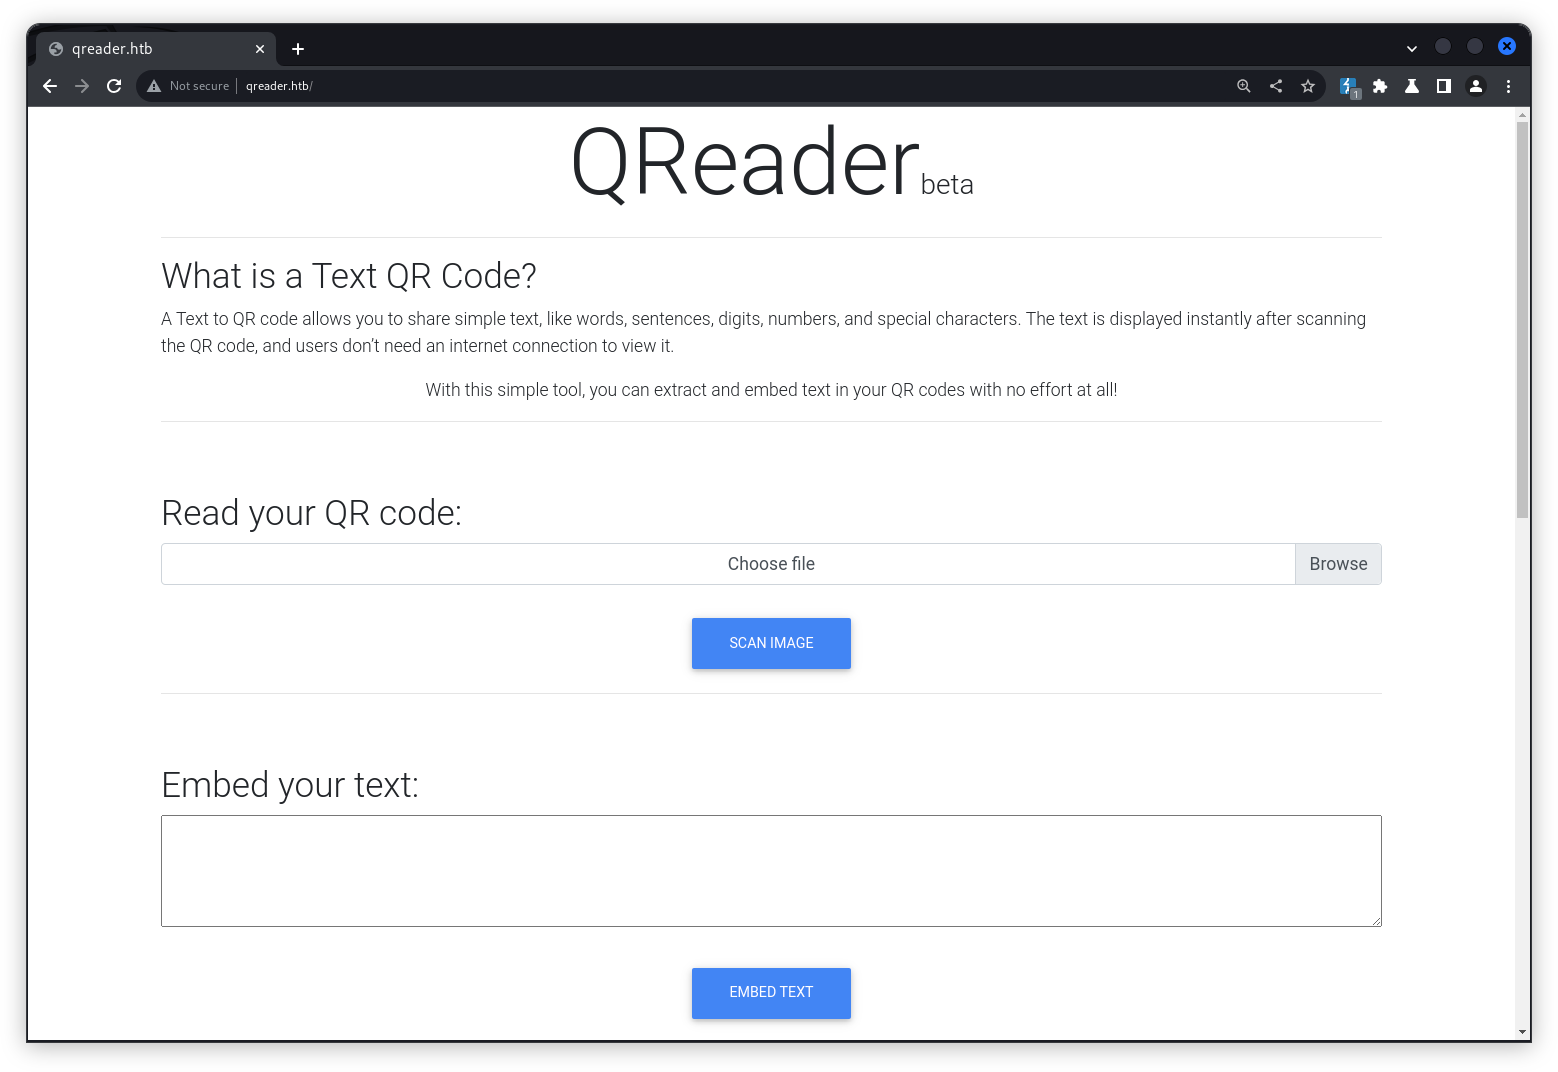 qreader.htb
Not secure | qreader.htb/
1
QReader beta
What is a Text QR Code?
A Text to QR code allows you to share simple text, like words, sentences, digits, numbers, and special characters. The text is displayed instantly after scanning
the QR code, and users don’t need an internet connection to view it.
With this simple tool, you can extract and embed text in your QR codes with no effort at all!
Read your QR code:
Choose file Browse
SCAN IMAGE
Embed your text:
EMBED TEXT